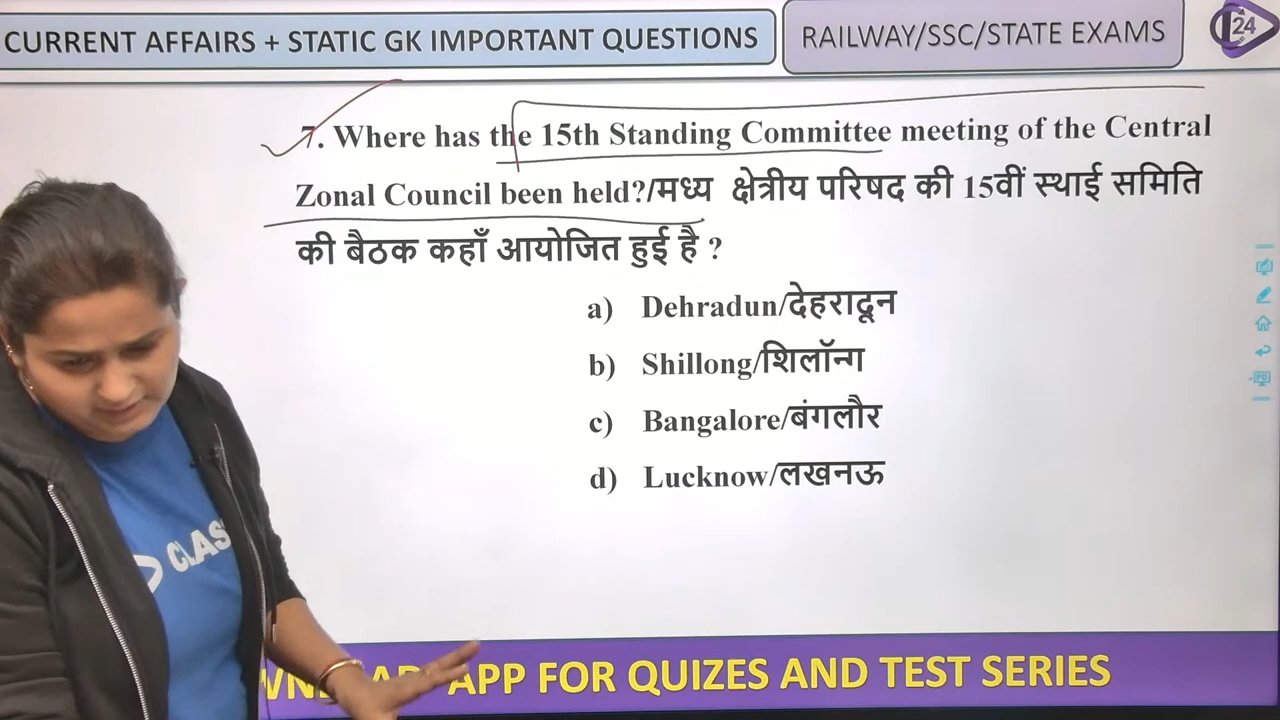 CURRENT AFFAIRS + STATIC GK IMPORTANT QUESTIONS
RAILWAY/SSC/STATE EXAMS
24
7. Where has the 15th Standing Committee meeting of the Central
Zonal Council been held?/मध्य क्षेत्रीय परिषद की 15वीं स्थाई समिति
की बैठक कहाँ आयोजित हुई है ?
a) Dehradun/देहरादून
b) Shillong/शिलॉन्ग
c) Bangalore/बंगलौर
d) Lucknow/लखनऊ
CLAS
APP FOR QUIZES AND TEST SERIES